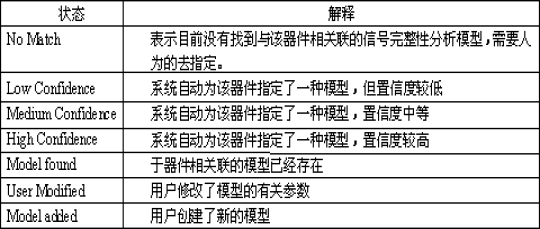 状态 解释
No Match 表示目前没有找到与该器件相关联的信号完整性分析模型，需要人
为的去指定。
Low Confidence 系统自动为该器件指定了一种模型，但置信度较低
Medium Confidence 系统自动为该器件指定了一种模型，置信度中等
High Confidence 系统自动为该器件指定了一种模型，置信度较高
Model found 于器件相关联的模型已经存在
User Modified 用户修改了模型的有关参数
Model added 用户创建了新的模型